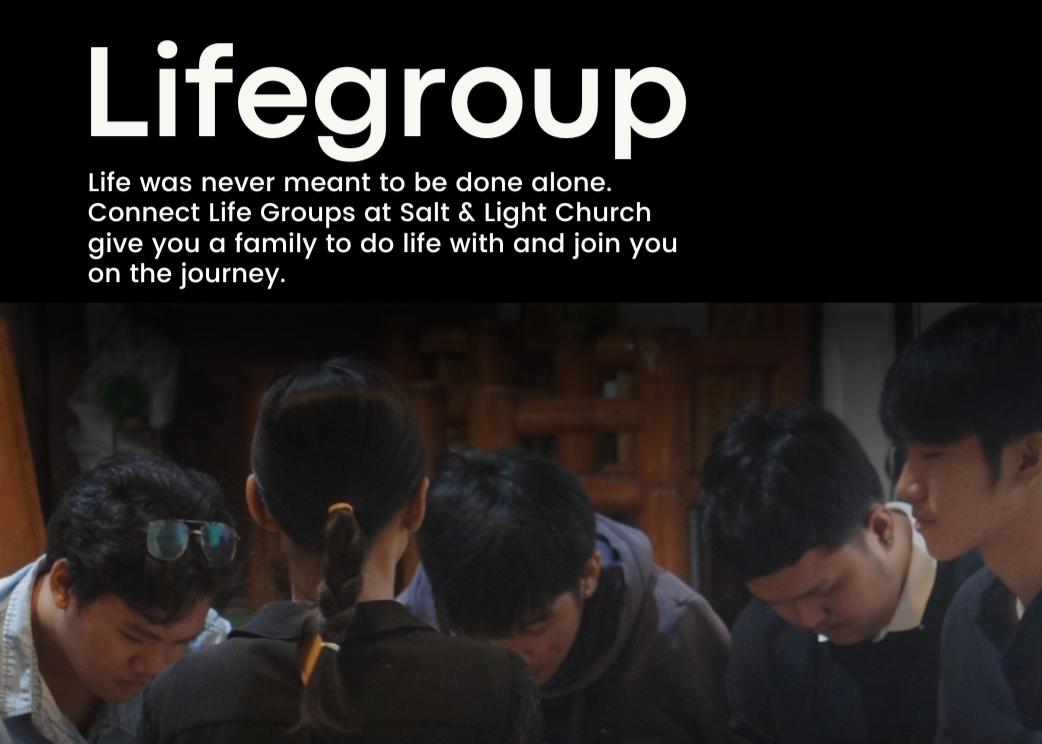 Lifegroup
Life was never meant to be done alone.
Connect Life Groups at Salt & Light Church
give you a family to do life with and join you
on the journey.